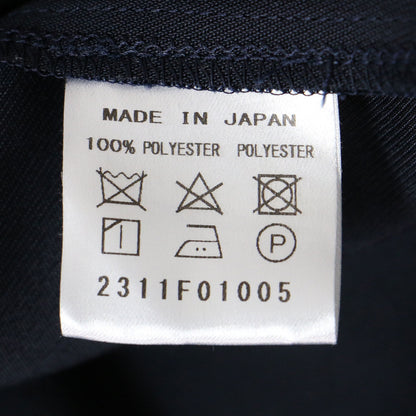 MADE IN JAPAN
100% POLYESTER POLYESTER
P
2311F01005